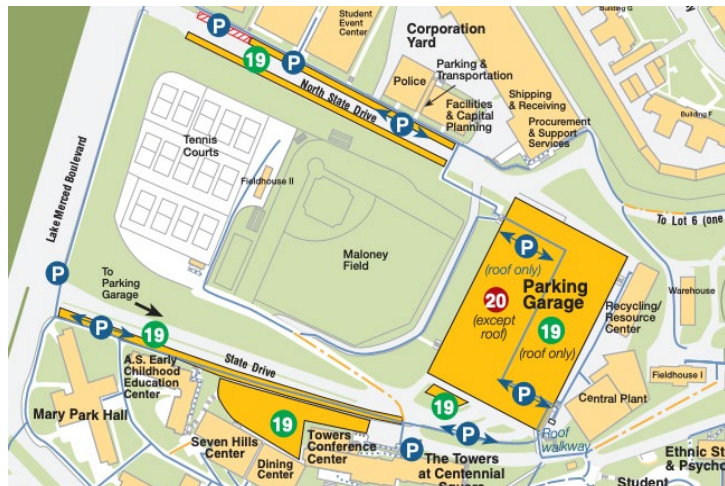 Student
Event
Center
Corporation
Yard
Building G
P
P
19
Police
Parking &
Transportation
Shipping &
Receiving
Facilities
& Capital
Planning
Procurement
& Support
Services
Building F
P
North State Drive
Tennis
Courts
Fieldhouse II
Lake Merced Boulevard
Maloney
Field
To Lot 6 (one
P
(roof only)
Parking
Garage
20
(except
roof)
19
(roof only)
Recycling/
Resource
Center
Warehouse
Fieldhouse I
P
To
Parking
Garage
P
19
State Drive
A.S. Early
Childhood
Education
Center
Mary Park Hall
19
Seven Hills
Center
Dining
Center
Towers
Conference
Center
P
19
P
P
The Towers
at Centennial
Square
Roof
walkway
Central Plant
Ethnic St
& Psycho
Student